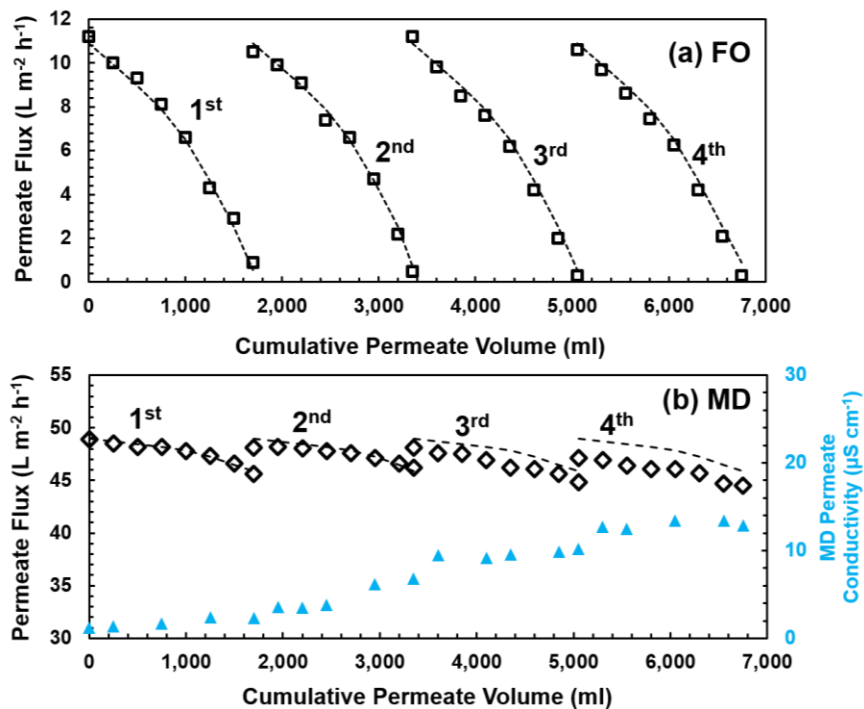 12
10
8
6
4
2
0
Permeate Flux (L m⁻² h⁻¹)
(a) FO
1st
2nd
3rd
4th
0 1,000 2,000 3,000 4,000 5,000 6,000 7,000
Cumulative Permeate Volume (ml)
55
50
45
40
35
30
Permeate Flux (L m⁻² h⁻¹)
(b) MD
1st
2nd
3rd
4th
30
20
10
0
MD Permeate
Conductivity (µS cm⁻¹)
0 1,000 2,000 3,000 4,000 5,000 6,000 7,000
Cumulative Permeate Volume (ml)